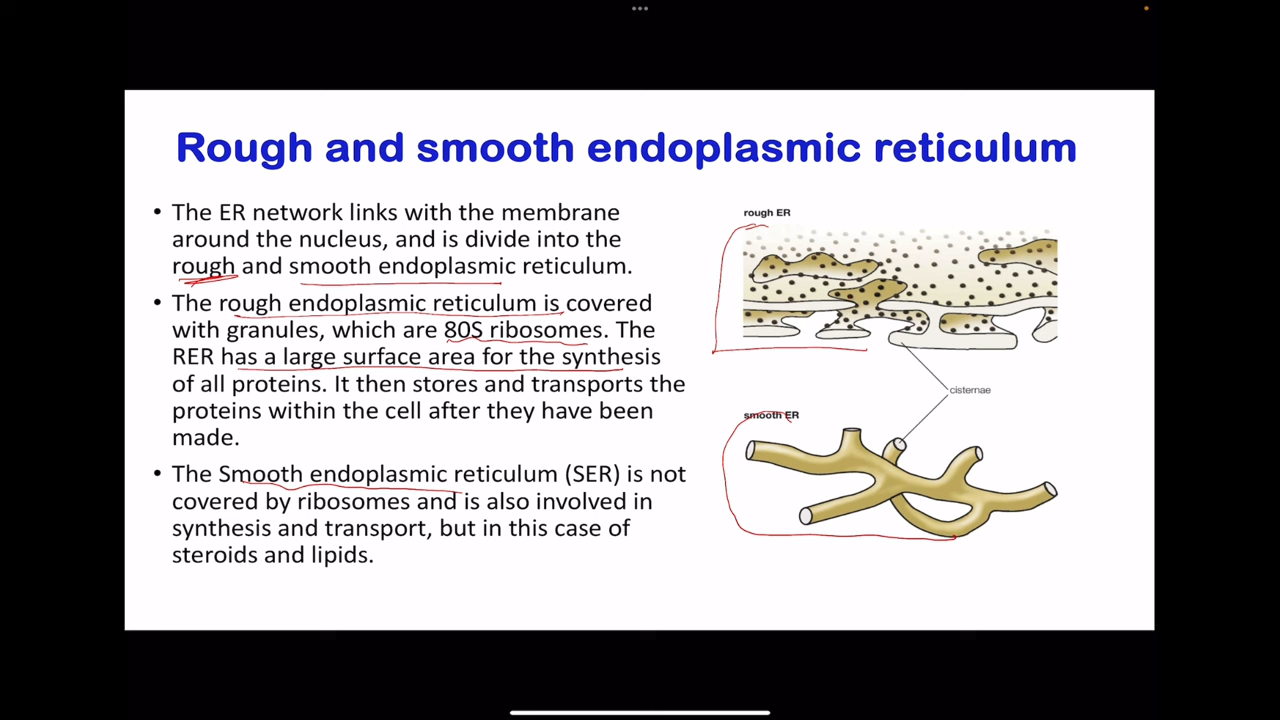 Rough and smooth endoplasmic reticulum
• The ER network links with the membrane
around the nucleus, and is divide into the
rough and smooth endoplasmic reticulum.
• The rough endoplasmic reticulum is covered
with granules, which are 80S ribosomes. The
RER has a large surface area for the synthesis
of all proteins. It then stores and transports the
proteins within the cell after they have been
made.
• The Smooth endoplasmic reticulum (SER) is not
covered by ribosomes and is also involved in
synthesis and transport, but in this case of
steroids and lipids.
rough ER
cisternae
smooth ER